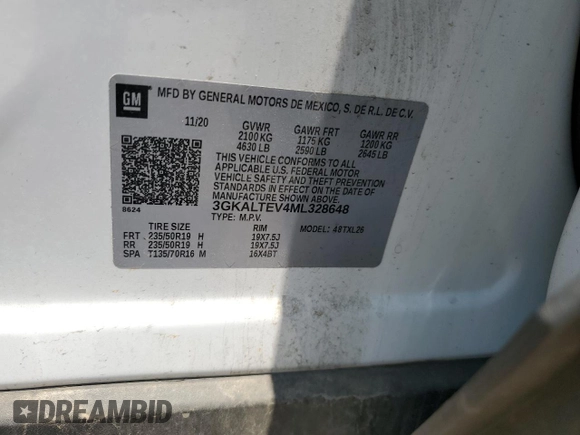 GM
MFD BY GENERAL MOTORS DE MEXICO, S. DE R.L. DE C.V.
11/20 GVWR GAWR FRT GAWR RR
2100 KG 1175 KG 1200 KG
4630 LB 2590 LB 2645 LB
THIS VEHICLE CONFORMS TO ALL
APPLICABLE U.S. FEDERAL MOTOR
VEHICLE SAFETY AND THEFT PREVENTION
STANDARDS IN EFFECT ON THE DATE OF
MANUFACTURE SHOWN ABOVE.
8624
3GKALTEV4ML328648
TYPE: M.P.V. MODEL: 48TXL26
TIRE SIZE RIM
FRT 235/50R19 H 19X7.5J
RR 235/50R19 H 19X7.5J
SPA T135/70R16 M 16X4BT
DREAMBID